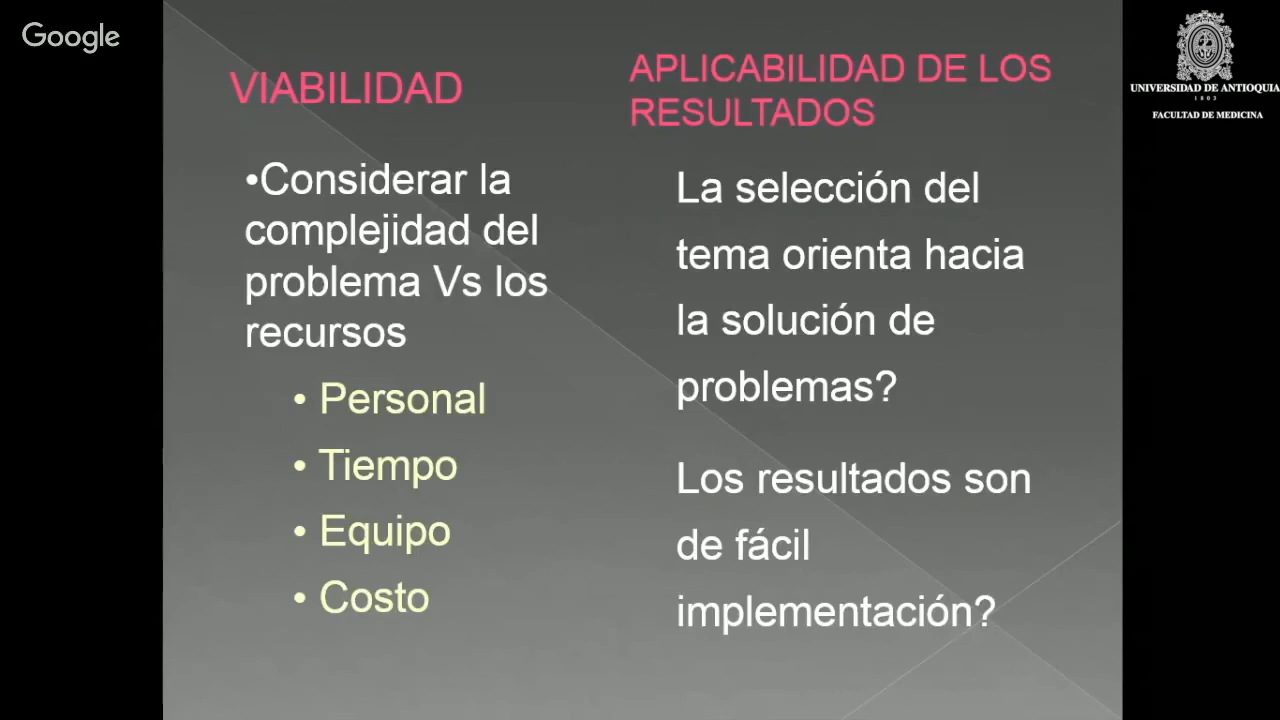 Google
VIABILIDAD
•Considerar la
complejidad del
problema Vs los
recursos
• Personal
• Tiempo
• Equipo
• Costo
APLICABILIDAD DE LOS
RESULTADOS
La selección del
tema orienta hacia
la solución de
problemas?
Los resultados son
de fácil
implementación?
UNIVERSIDAD DE ANTIOQUIA
1803
FACULTAD DE MEDICINA